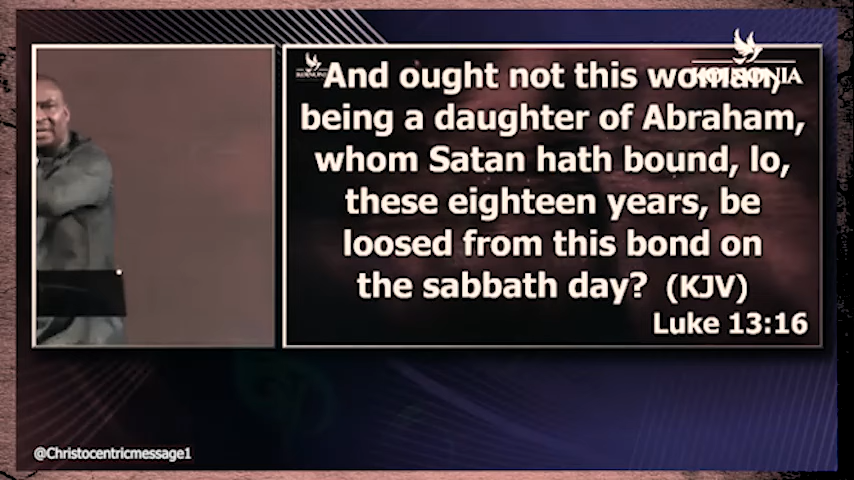 KOINONIA
And ought not this woman,
being a daughter of Abraham,
whom Satan hath bound, lo,
these eighteen years, be
loosed from this bond on
the sabbath day? (KJV)
Luke 13:16
@Christocentricmessage1